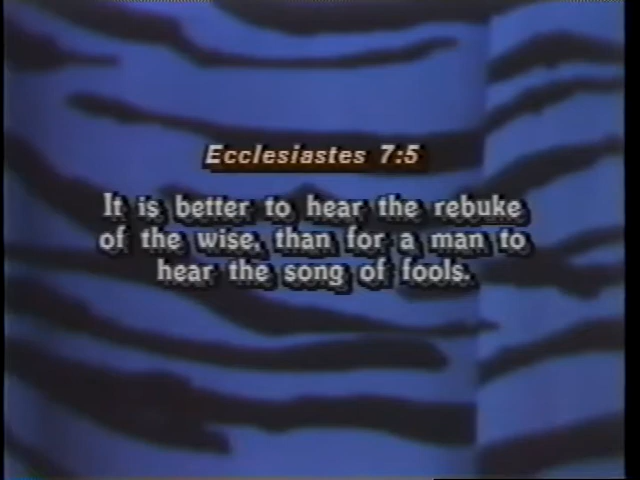 Ecclesiastes 7:5
It is better to hear the rebuke
of the wise, than for a man to
hear the song of fools.